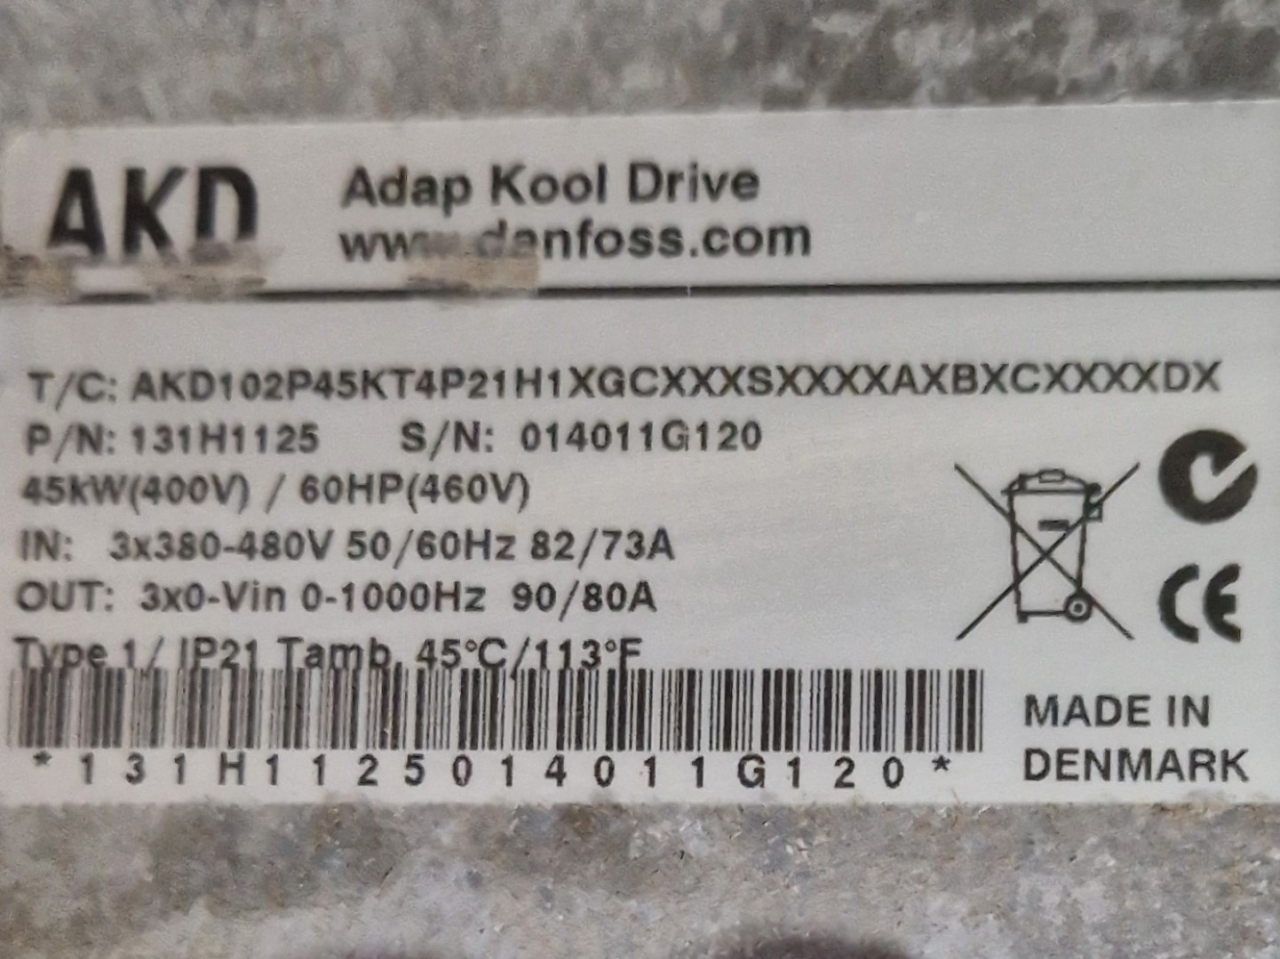 AKD
Adap Kool Drive
www.danfoss.com
T/C: AKD102P45KT4P21H1XGCXXXSXXXXAXBXCXXXXDX
P/N: 131H1125 S/N: 014011G120
45kW(400V) / 60HP(460V)
IN: 3x380-480V 50/60Hz 82/73A
OUT: 3x0-Vin 0-1000Hz 90/80A
Type 1/ IP21 Tamb. 45°C/113°F
*131H1125014011G120*
CE
MADE IN
DENMARK